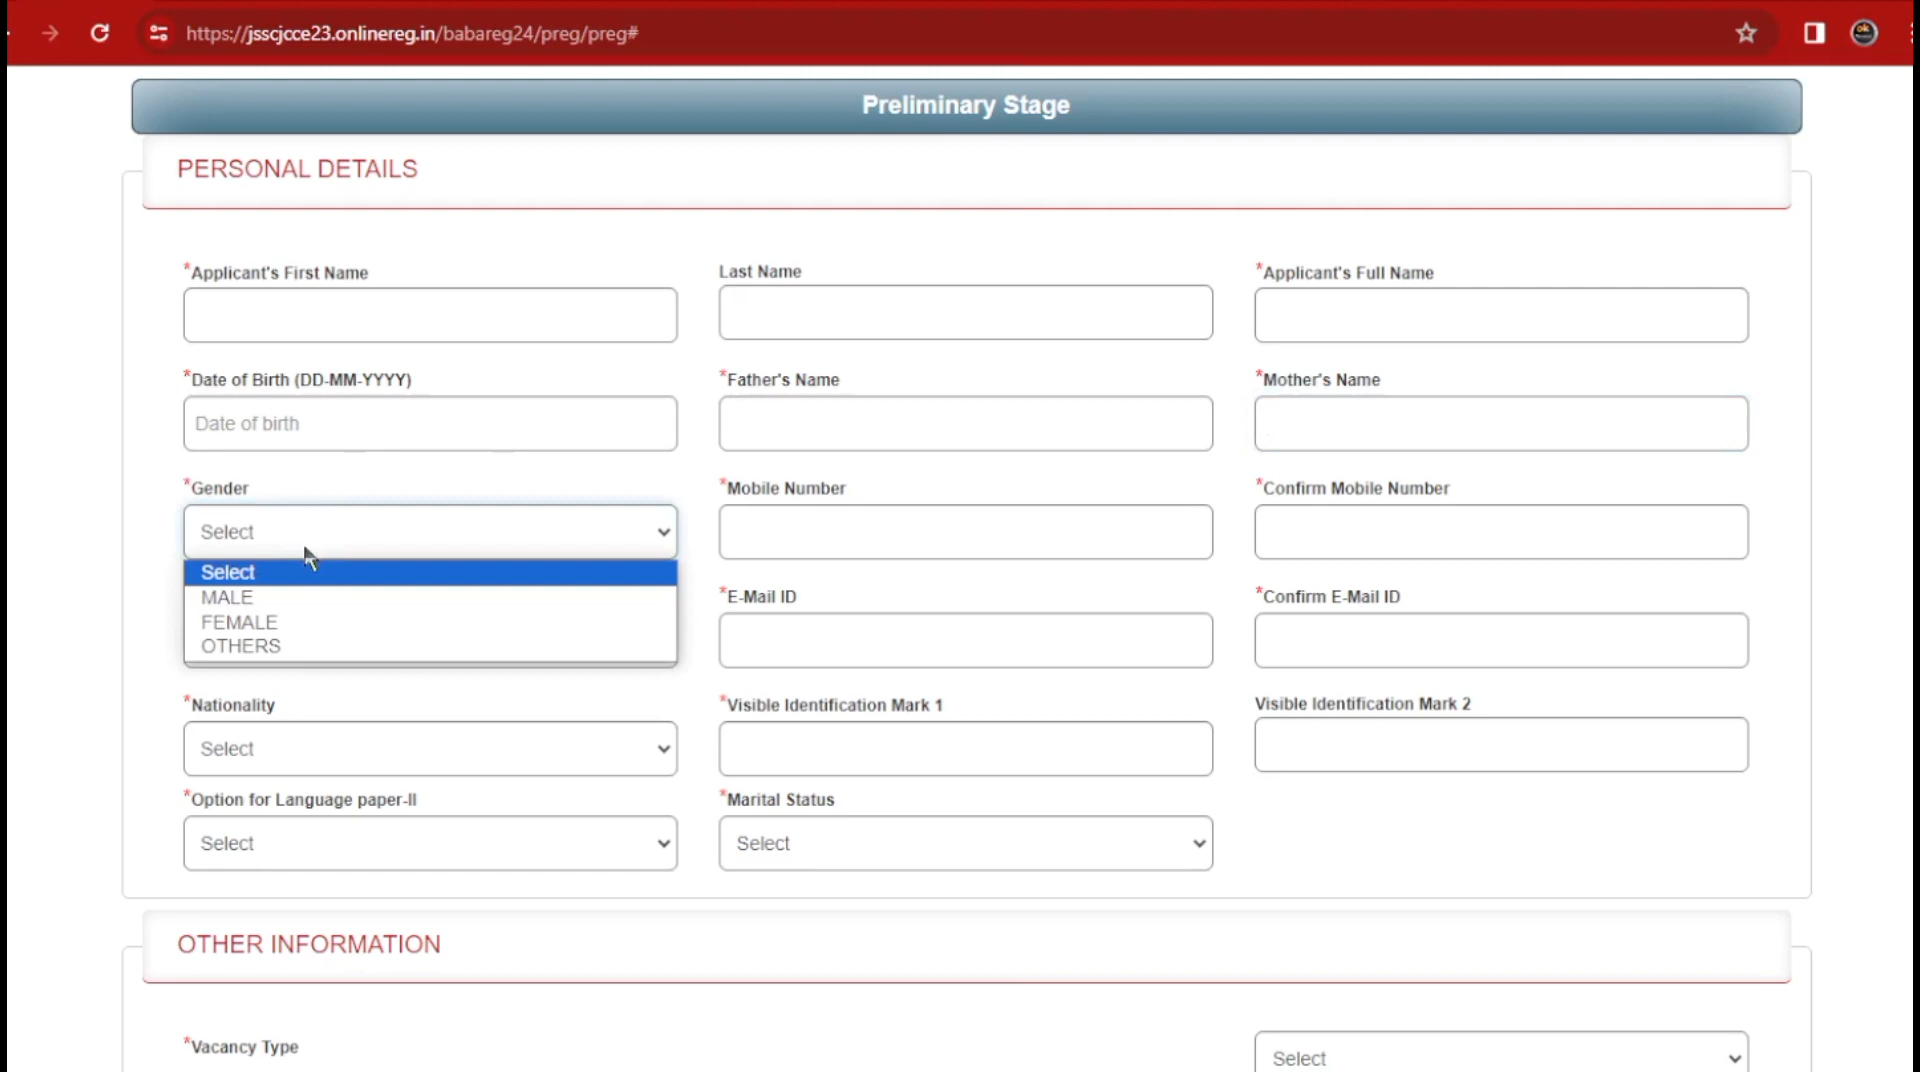 https://jsscjcce23.onlinereg.in/babareg24/preg/preg#
Preliminary Stage
PERSONAL DETAILS
*Applicant's First Name
Last Name
*Applicant's Full Name
*Date of Birth (DD-MM-YYYY)
*Father's Name
*Mother's Name
Date of birth
*Gender
*Mobile Number
*Confirm Mobile Number
Select
Select
MALE
FEMALE
OTHERS
*E-Mail ID
*Confirm E-Mail ID
*Nationality
*Visible Identification Mark 1
Visible Identification Mark 2
Select
*Option for Language paper-II
*Marital Status
Select
Select
OTHER INFORMATION
*Vacancy Type
Select